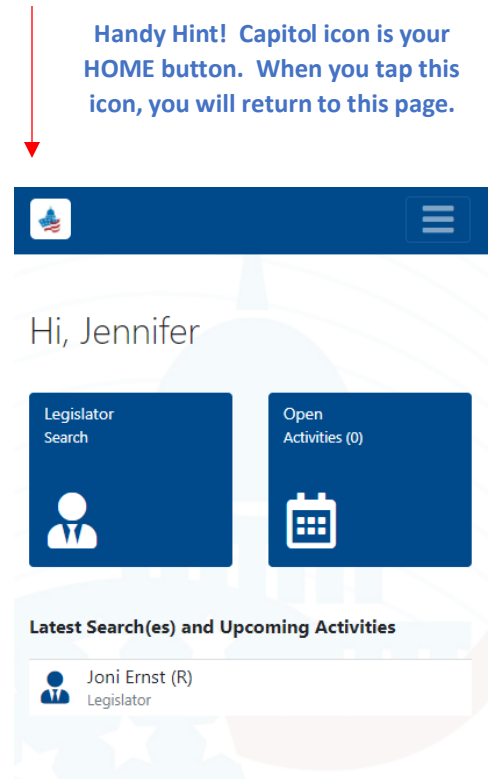 Handy Hint!  Capitol icon is your
HOME button.  When you tap this
icon, you will return to this page.
Hi, Jennifer
Legislator
Search
Open
Activities (0)
Latest Search(es) and Upcoming Activities
Joni Ernst (R)
Legislator